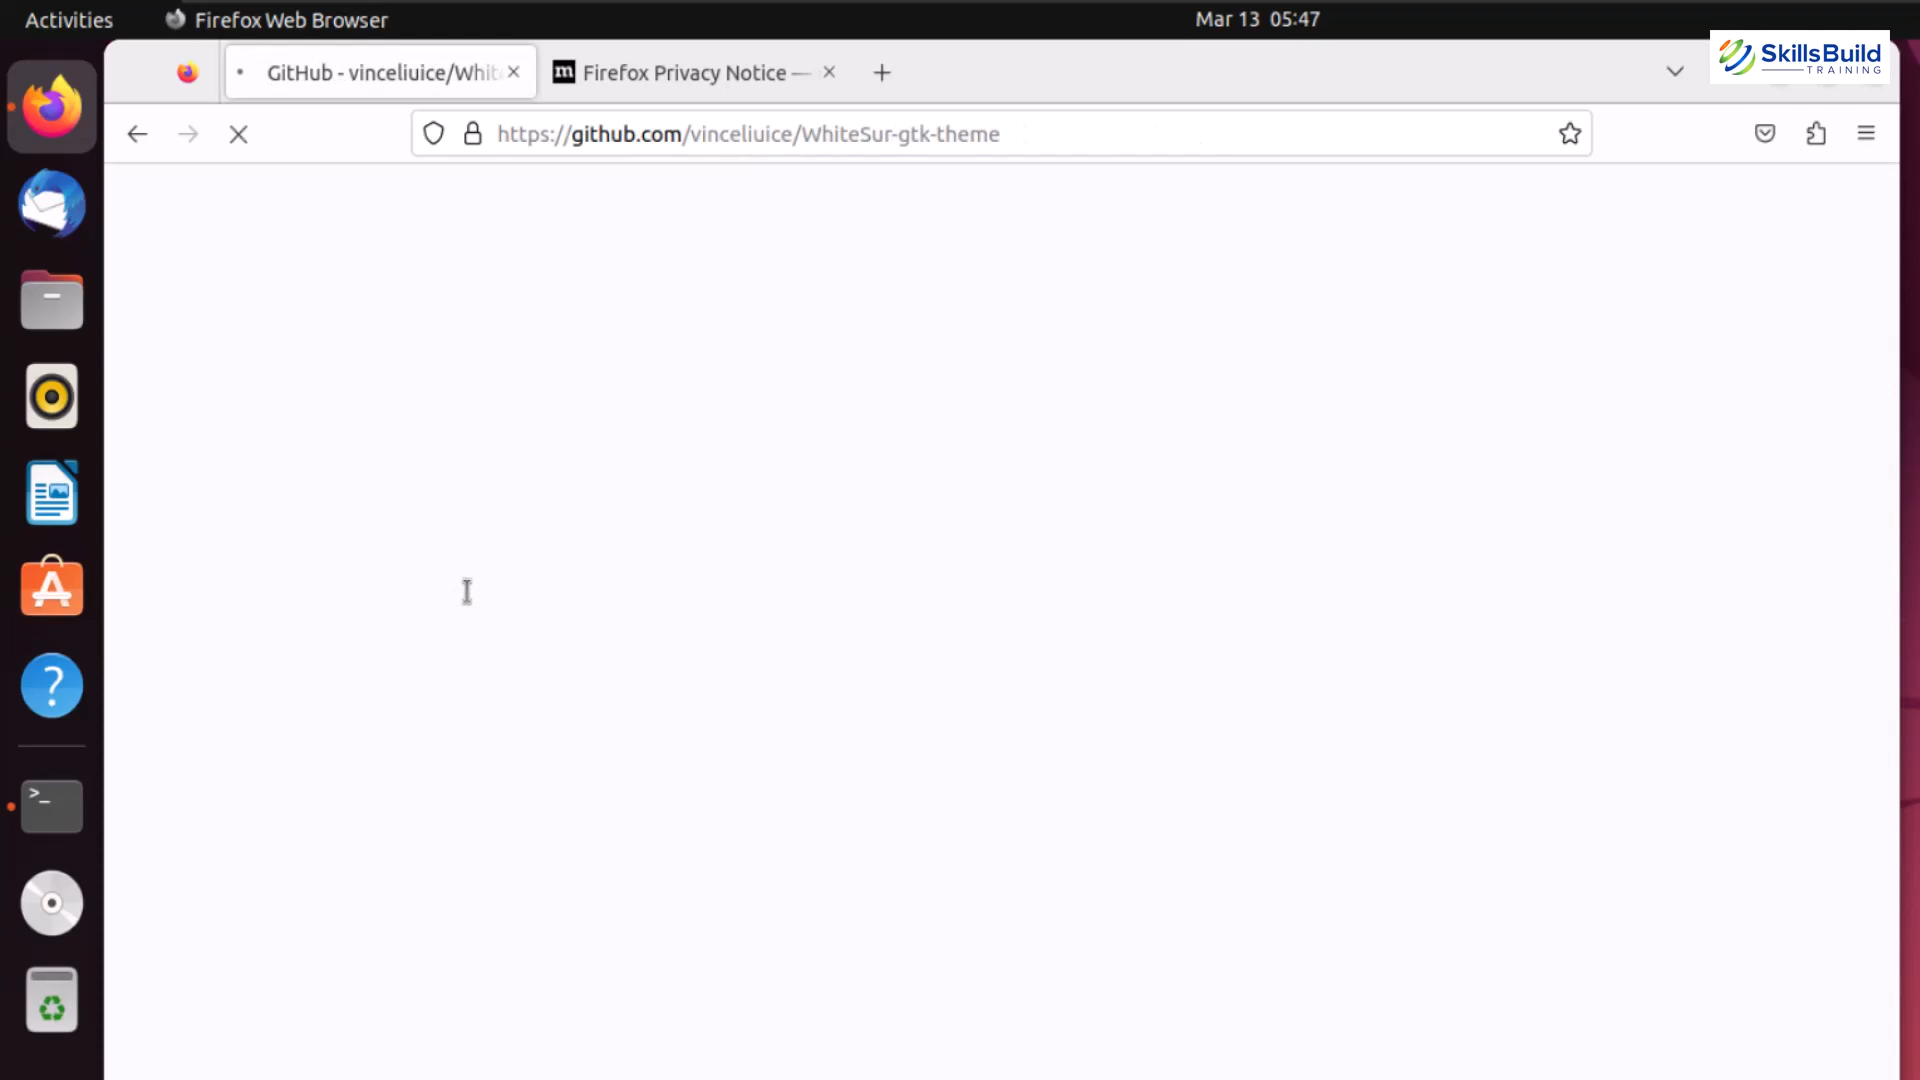 Activities
Firefox Web Browser
Mar 13 05:47
SkillsBuild
TRAINING
GitHub - vinceliuice/Whit
Firefox Privacy Notice —
https://github.com/vinceliuice/WhiteSur-gtk-theme